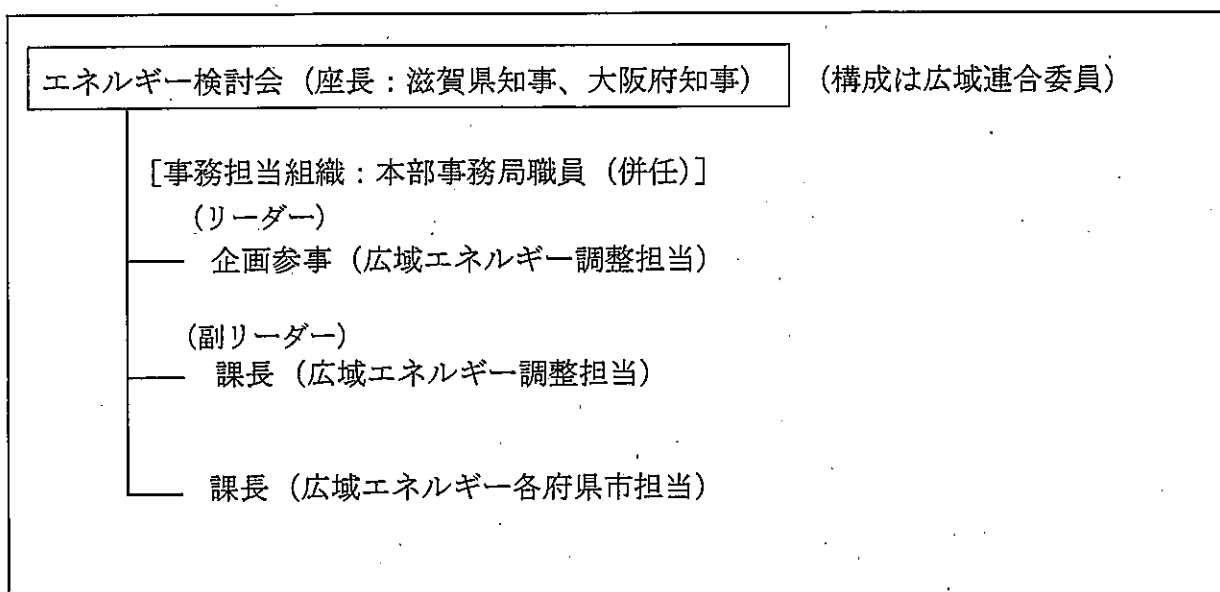 エネルギー検討会（座長：滋賀県知事、大阪府知事）　（構成は広域連合委員）
［事務担当組織：本部事務局職員（併任）］
（リーダー）
企画参事（広域エネルギー調整担当）
（副リーダー）
課長（広域エネルギー調整担当）
課長（広域エネルギー各府県市担当）